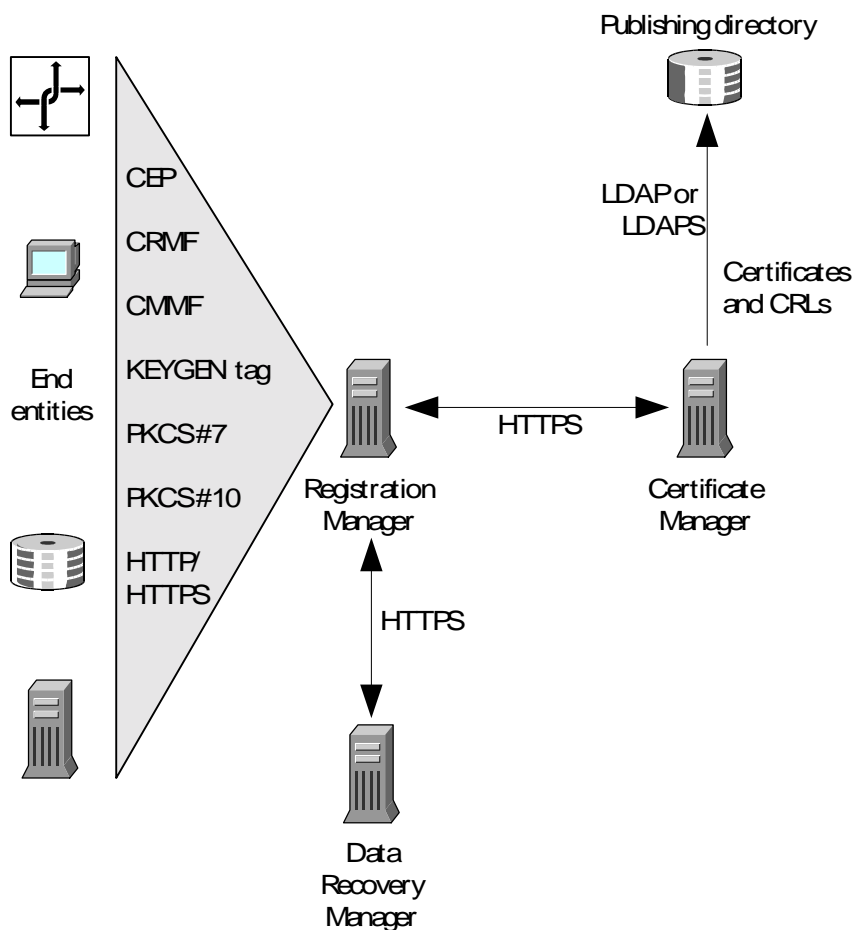 Publishing directory
CEP
CRMF
CMMF
KEYGEN tag
PKCS#7
PKCS#10
HTTP/
HTTPS
End
entities
LDAP or
LDAPS
Certificates
and CRLs
HTTPS
Registration
Manager
Certificate
Manager
HTTPS
Data
Recovery
Manager